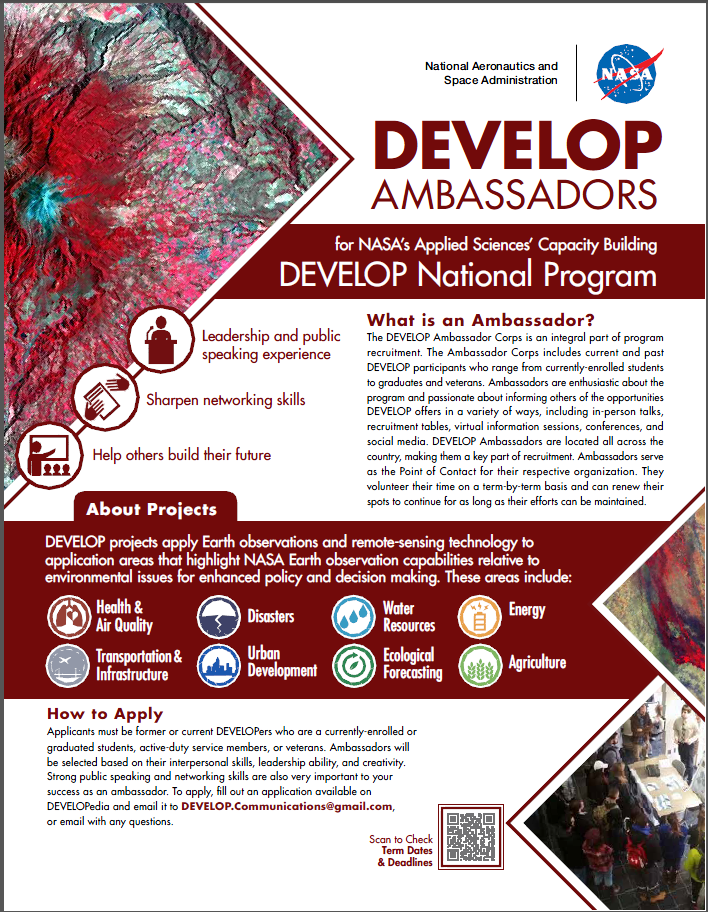 National Aeronautics and
Space Administration
NASA
DEVELOP
AMBASSADORS
for NASA's Applied Sciences' Capacity Building
DEVELOP National Program
Leadership and public
speaking experience
Sharpen networking skills
Help others build their future
What is an Ambassador?
The DEVELOP Ambassador Corps is an integral part of program
recruitment. The Ambassador Corps includes current and past
DEVELOP participants who range from currently-enrolled students
to graduates and veterans. Ambassadors are enthusiastic about the
program and passionate about informing others of the opportunities
DEVELOP offers in a variety of ways, including in-person talks,
recruitment tables, virtual information sessions, conferences, and
social media. DEVELOP Ambassadors are located all across the
country, making them a key part of recruitment. Ambassadors serve
as the Point of Contact for their respective organization. They
volunteer their time on a term-by-term basis and can renew their
spots to continue for as long as their efforts can be maintained.
About Projects
DEVELOP projects apply Earth observations and remote-sensing technology to
application areas that highlight NASA Earth observation capabilities relative to
environmental issues for enhanced policy and decision making. These areas include:
Health &
Air Quality
Disasters
Water
Resources
Energy
Transportation &
Infrastructure
Urban
Development
Ecological
Forecasting
Agriculture
How to Apply
Applicants must be former or current DEVELOPers who are a currently-enrolled or
graduated students, active-duty service members, or veterans. Ambassadors will
be selected based on their interpersonal skills, leadership ability, and creativity.
Strong public speaking and networking skills are also very important to your
success as an ambassador. To apply, fill out an application available on
DEVELOPedia and email it to DEVELOP.Communications@gmail.com,
or email with any questions.
Scan to Check
Term Dates
& Deadlines